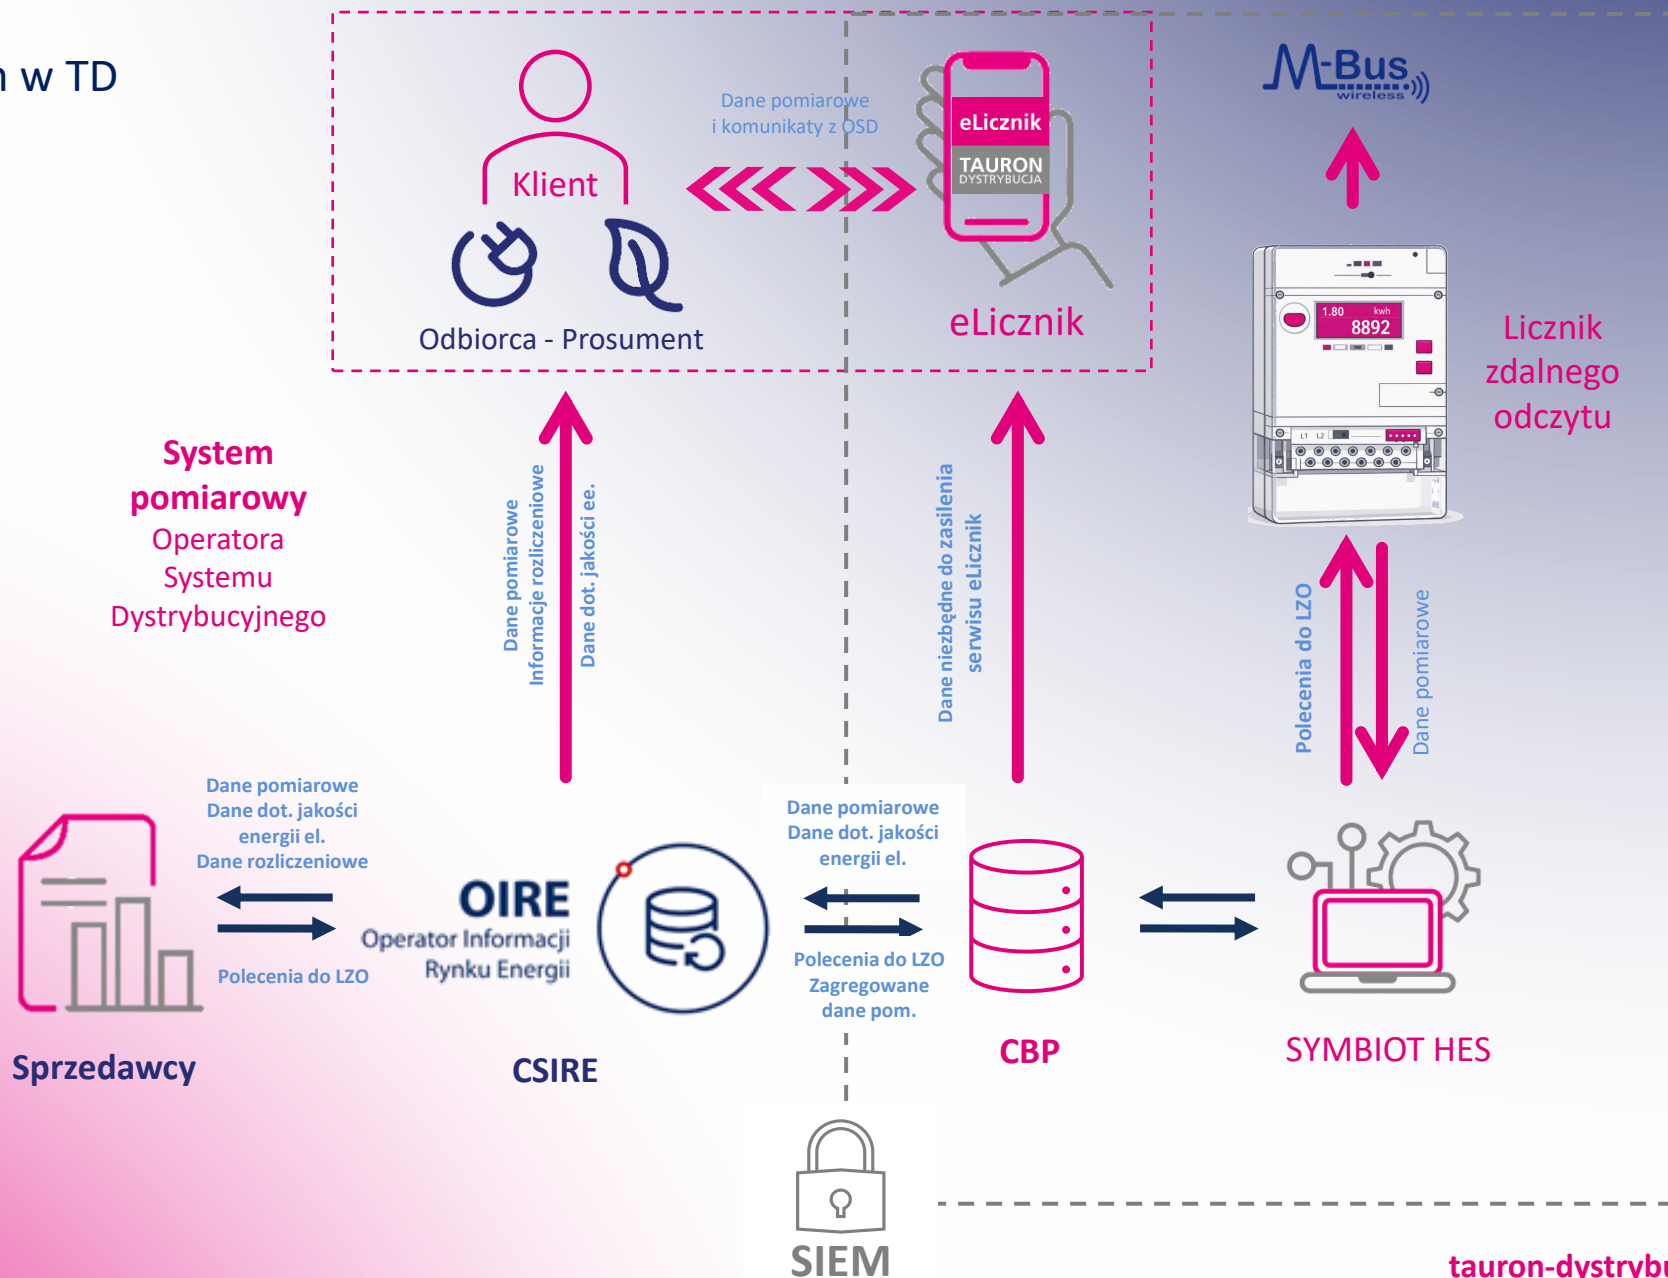 w TD
Klient
Odbiorca - Prosument
Dane pomiarowe
i komunikaty z OSD
eLicznik
TAURON
DYSTRYBUCJA
eLicznik
M-Bus
wireless
1.80 kwh
8892
L1 L2
Licznik
zdalnego
odczytu
System
pomiarowy
Operatora
Systemu
Dystrybucyjnego
Dane pomiarowe
Informacje rozliczeniowe
Dane dot. jakości ee.
Dane niezbędne do zasilenia
serwisu eLicznik
Polecenia do LZO
Dane pomiarowe
Dane pomiarowe
Dane dot. jakości
energii el.
Dane rozliczeniowe
Polecenia do LZO
Sprzedawcy
OIRE
Operator Informacji
Rynku Energii
CSIRE
Dane pomiarowe
Dane dot. jakości
energii el.
Polecenia do LZO
Zagregowane
dane pom.
CBP
SYMBIOT HES
SIEM
tauron-dystrybu